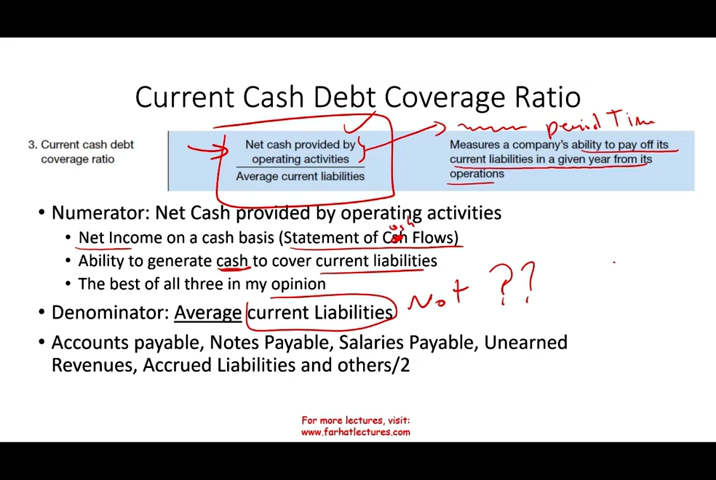 Current Cash Debt Coverage Ratio
period Time
3. Current cash debt
coverage ratio
Net cash provided by
operating activities
Average current liabilities
Measures a company's ability to pay off its
current liabilities in a given year from its
operations
• Numerator: Net Cash provided by operating activities
cash
• Net Income on a cash basis (Statement of Cash Flows)
• Ability to generate cash to cover current liabilities
• The best of all three in my opinion
Not ??
• Denominator: Average current Liabilities
• Accounts payable, Notes Payable, Salaries Payable, Unearned
Revenues, Accrued Liabilities and others/2
For more lectures, visit:
www.farhatlectures.com